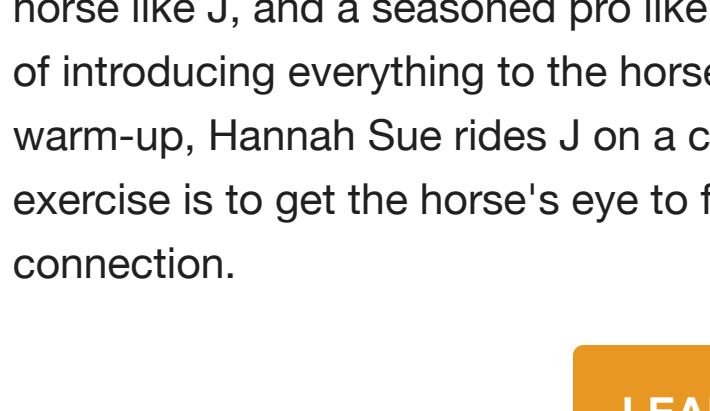 horse like J, and a seasoned pro like
of introducing everything to the
warm-up, Hannah Sue rides J on a
exercise is to get the horse's eye to
connection.